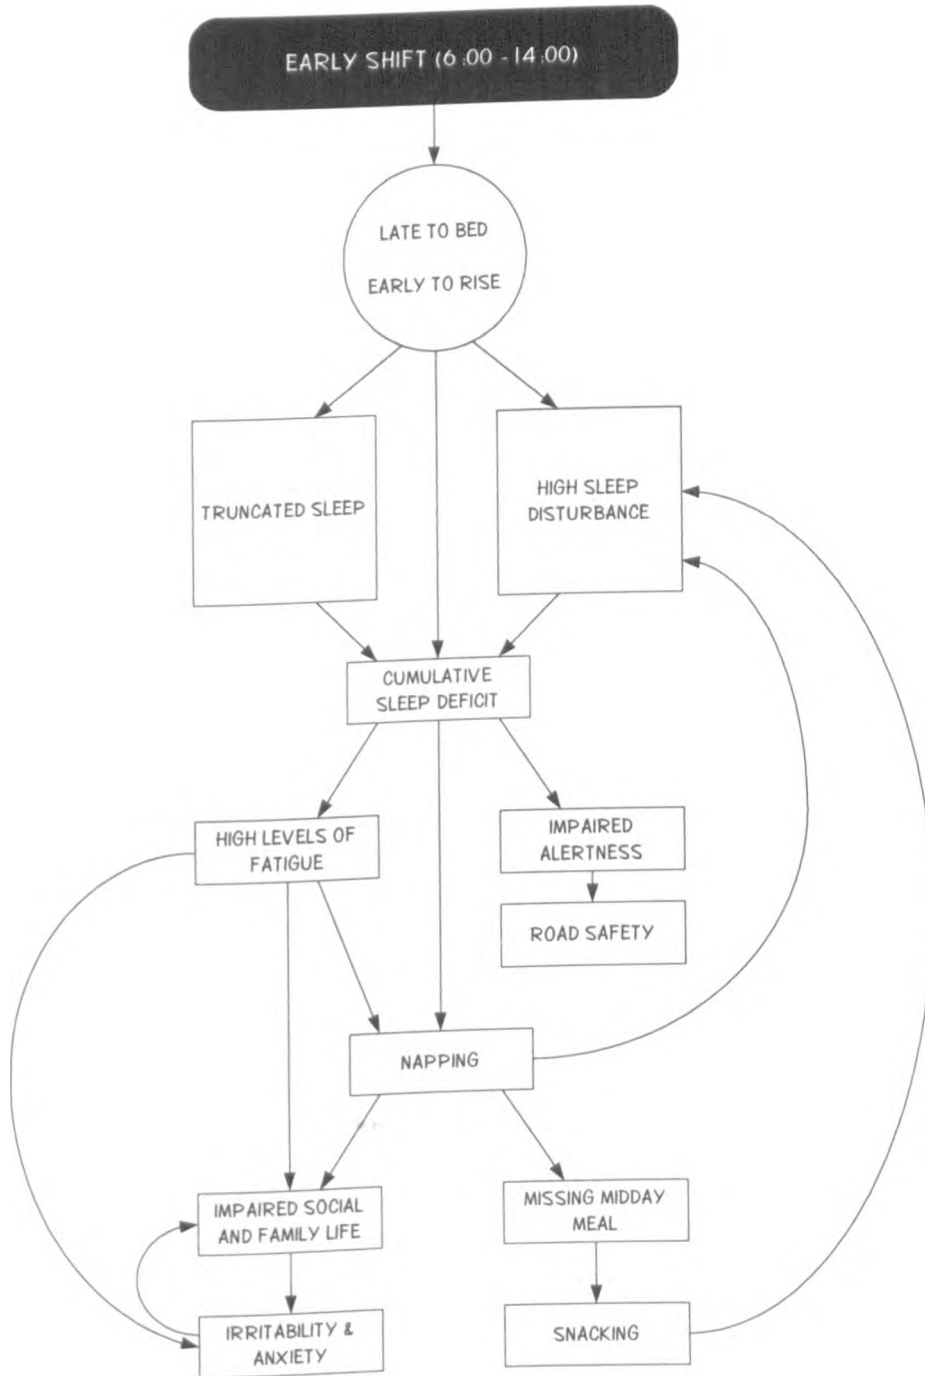 EARLY SHIFT (6:00 - 14:00)
LATE TO BED
EARLY TO RISE
TRUNCATED SLEEP
HIGH SLEEP
DISTURBANCE
CUMULATIVE
SLEEP DEFICIT
HIGH LEVELS OF
FATIGUE
IMPAIRED
ALERTNESS
ROAD SAFETY
NAPPING
IMPAIRED SOCIAL
AND FAMILY LIFE
MISSING MIDDAY
MEAL
IRRITABILITY &
ANXIETY
SNACKING